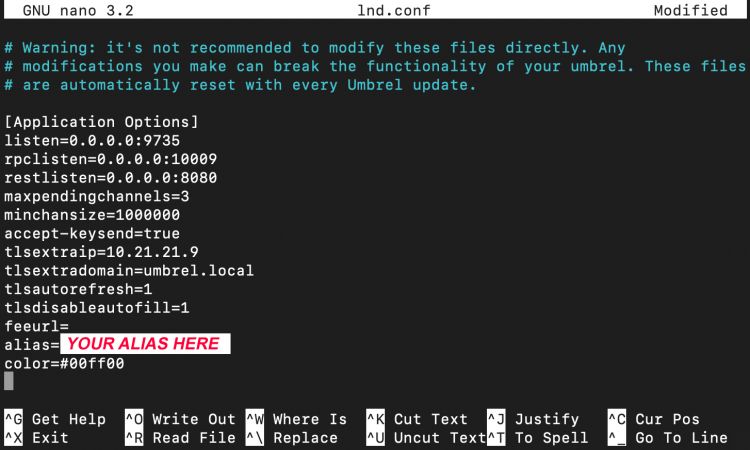 GNU nano 3.2 lnd.conf Modified
# Warning: it's not recommended to modify these files directly. Any
# modifications you make can break the functionality of your umbrel. These files
# are automatically reset with every Umbrel update.
[Application Options]
listen=0.0.0.0:9735
rpclisten=0.0.0.0:10009
restlisten=0.0.0.0:8080
maxpendingchannels=3
minchansize=1000000
accept-keysend=true
tlsextraip=10.21.21.9
tlsextradomain=umbrel.local
tlsautorefresh=1
tlsdisableautofill=1
feeurl=
alias= YOUR ALIAS HERE
color=#00ff00
^G Get Help ^O Write Out ^W Where Is ^K Cut Text ^J Justify ^C Cur Pos
^X Exit ^R Read File ^\ Replace ^U Uncut Text ^T To Spell ^_ Go To Line